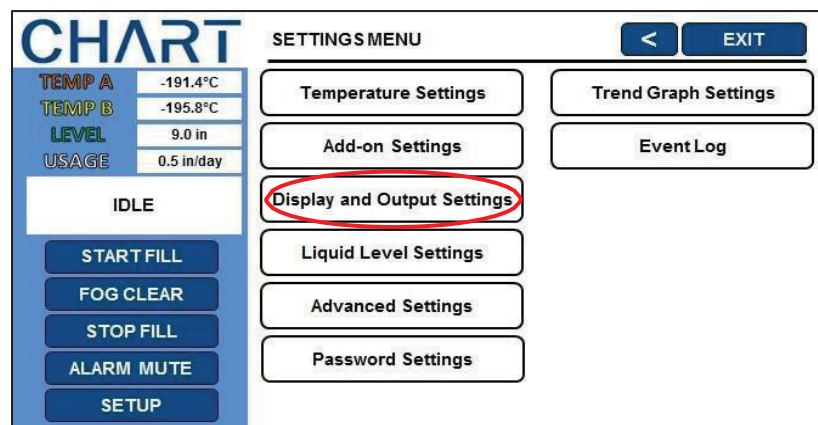 CHART
SETTINGS MENU
<
EXIT
TEMP A
-191.4°C
TEMP B
-195.8°C
LEVEL
9.0 in
USAGE
0.5 in/day
IDLE
START FILL
FOG CLEAR
STOP FILL
ALARM MUTE
SETUP
Temperature Settings
Add-on Settings
Display and Output Settings
Liquid Level Settings
Advanced Settings
Password Settings
Trend Graph Settings
Event Log